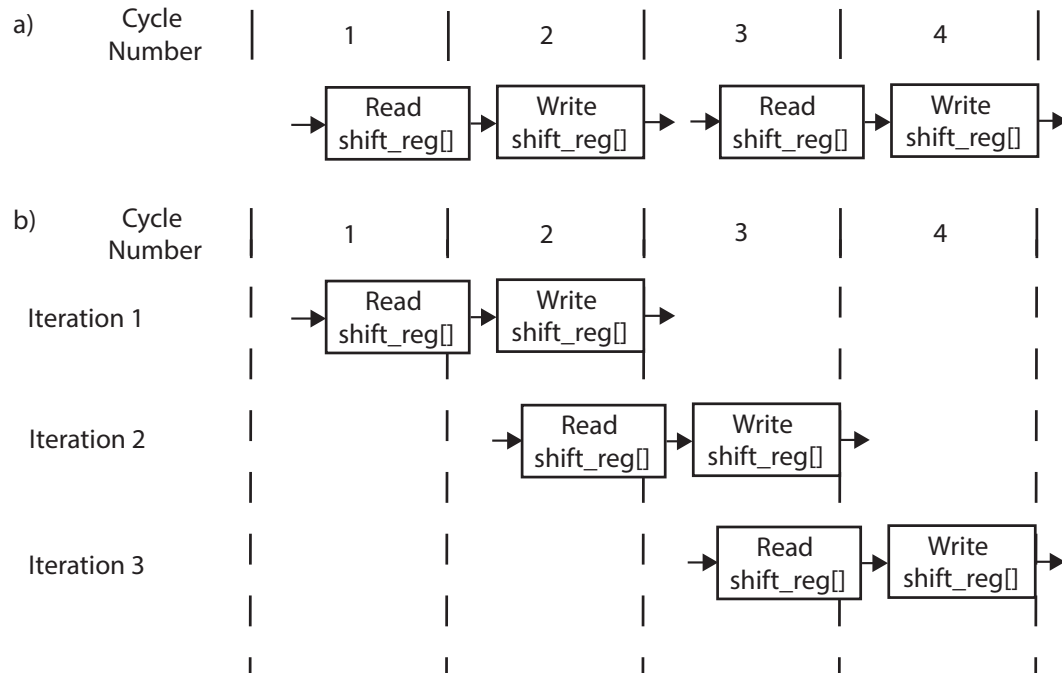 a) Cycle Number 1 2 3 4
Read shift_reg[] Write shift_reg[] Read shift_reg[] Write shift_reg[]
b) Cycle Number 1 2 3 4
Iteration 1 Read shift_reg[] Write shift_reg[]
Iteration 2 Read shift_reg[] Write shift_reg[]
Iteration 3 Read shift_reg[] Write shift_reg[]